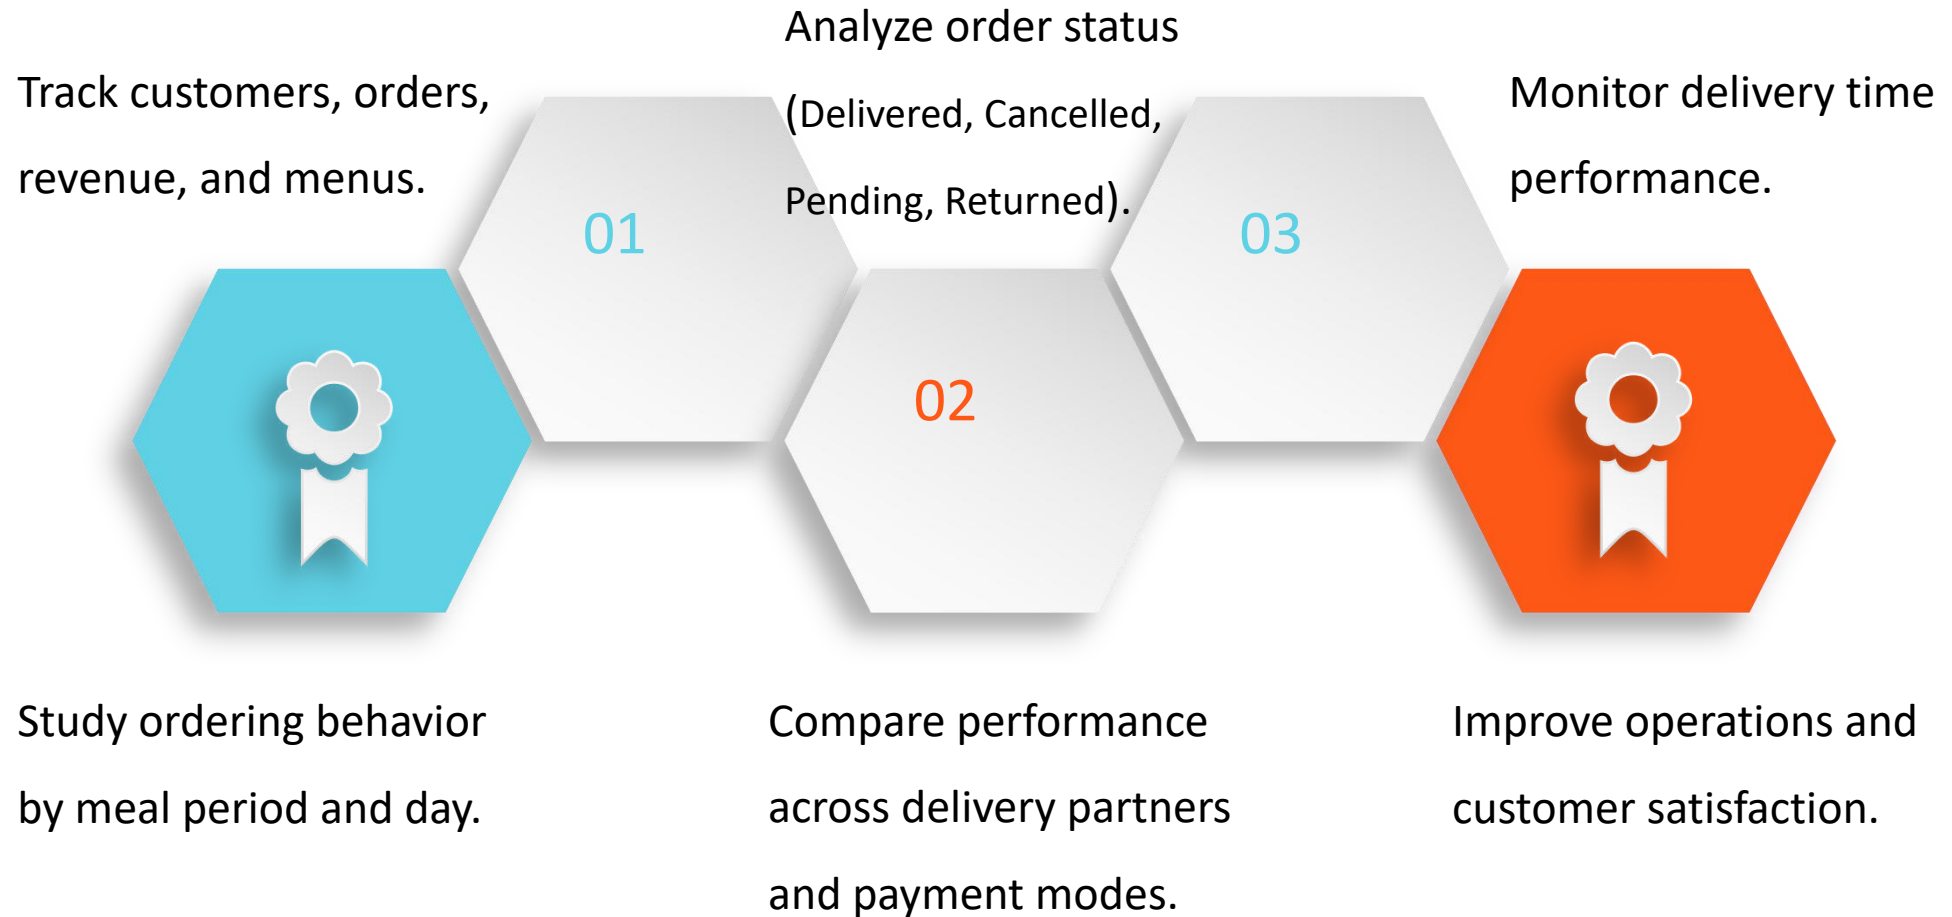 Track customers, orders,
revenue, and menus.
Analyze order status
(Delivered, Cancelled,
Pending, Returned).
Monitor delivery time
performance.
01
02
03
Study ordering behavior
by meal period and day.
Compare performance
across delivery partners
and payment modes.
Improve operations and
customer satisfaction.